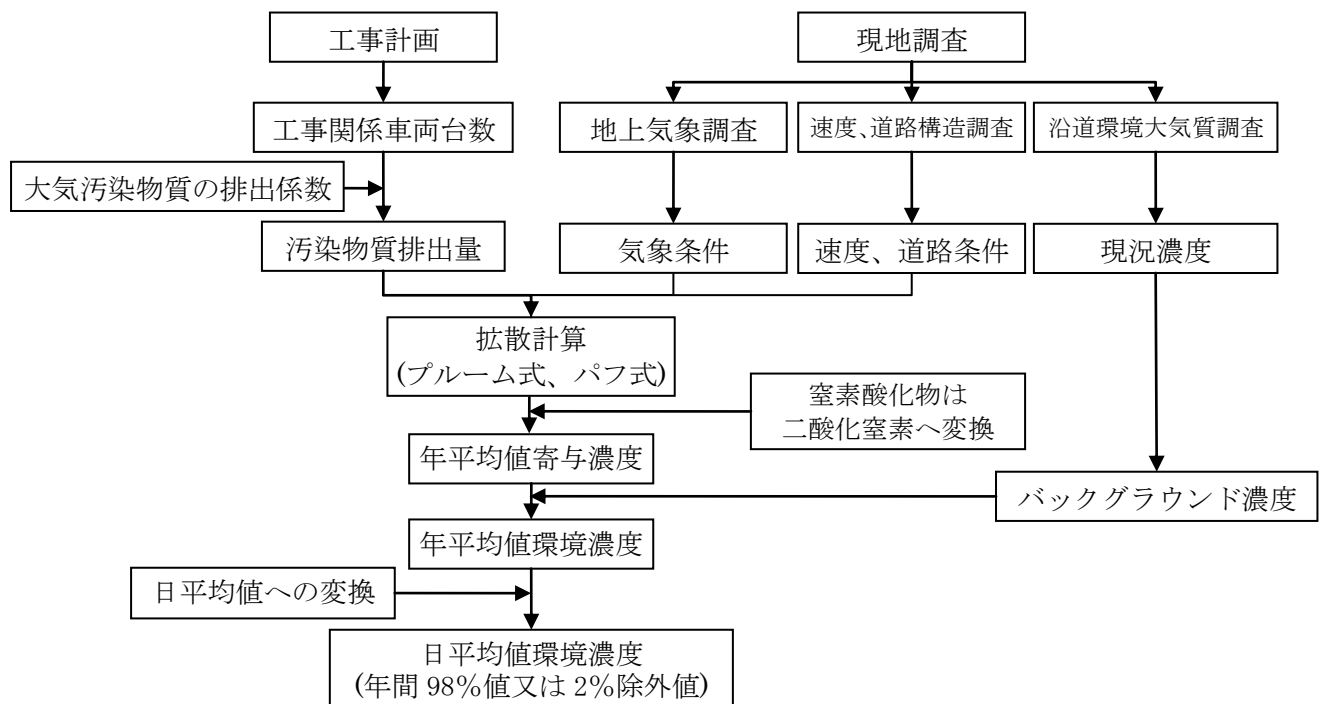 工事計画
現地調査
工事関係車両台数
地上気象調査
速度、道路構造調査
沿道環境大気質調査
大気汚染物質の排出係数
汚染物質排出量
気象条件
速度、道路条件
現況濃度
拡散計算
(プルーム式、パフ式)
窒素酸化物は
二酸化窒素へ変換
年平均値寄与濃度
バックグラウンド濃度
年平均値環境濃度
日平均値への変換
日平均値環境濃度
(年間 98%値又は 2%除外値)